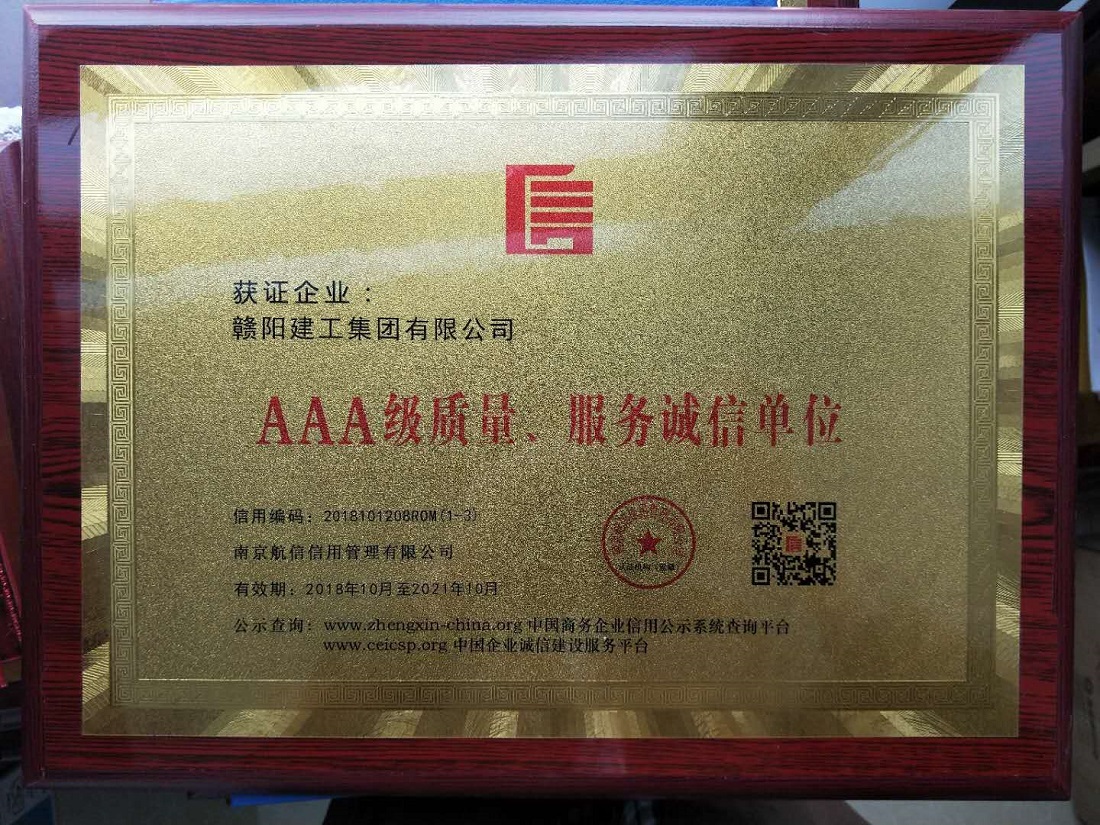 信
获证企业：
赣阳建工集团有限公司
AAA级质量、服务诚信单位
信用编码：2018101208ROM(1-3)
南京航信信用管理有限公司
有效期：2018年10月至2021年10月
公示查询：www.zhengxin-china.org 中国商务企业信用公示系统查询平台
www.ceicsp.org 中国企业诚信建设服务平台